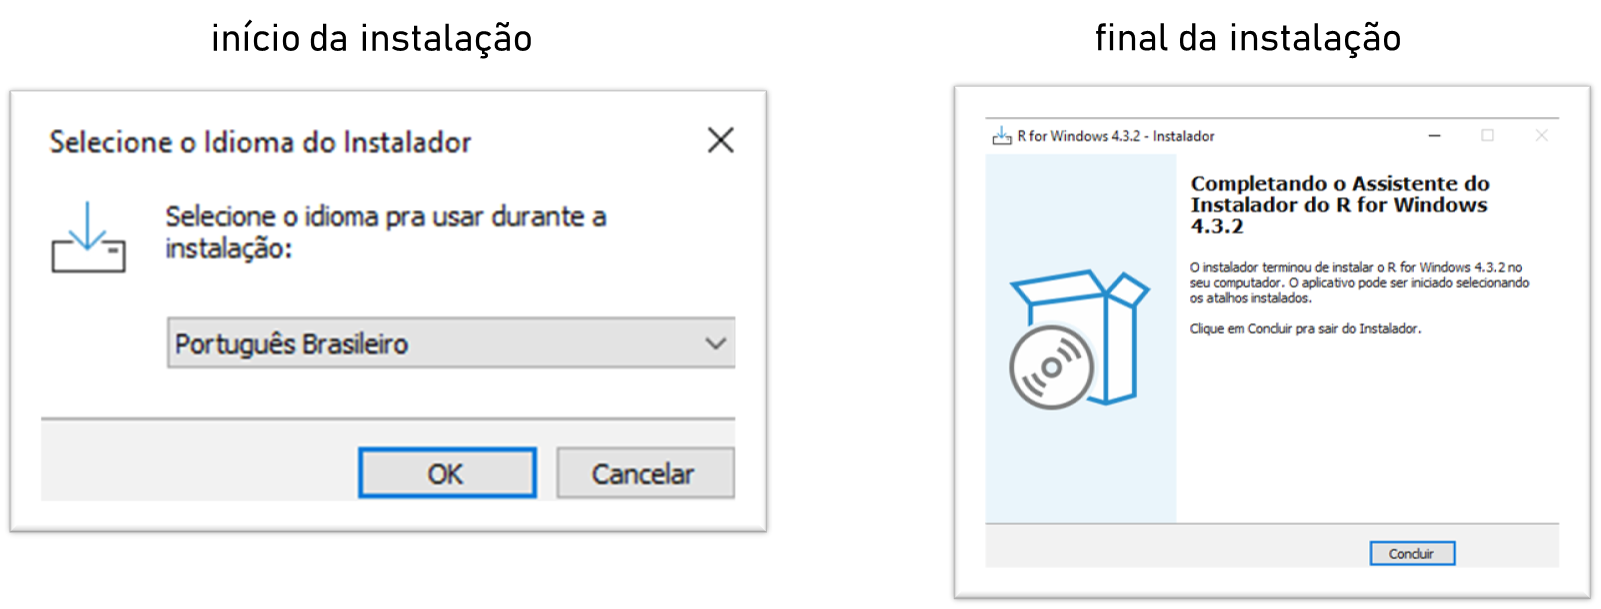 início da instalação
Selecione o Idioma do Instalador
Selecione o idioma pra usar durante a
instalação:
Português Brasileiro
OK
Cancelar
final da instalação
R for Windows 4.3.2 - Instalador
Completando o Assistente do
Instalador do R for Windows
4.3.2
O instalador terminou de instalar o R for Windows 4.3.2 no
seu computador. O aplicativo pode ser iniciado selecionando
os atalhos instalados.
Clique em Concluir pra sair do Instalador.
Concluir